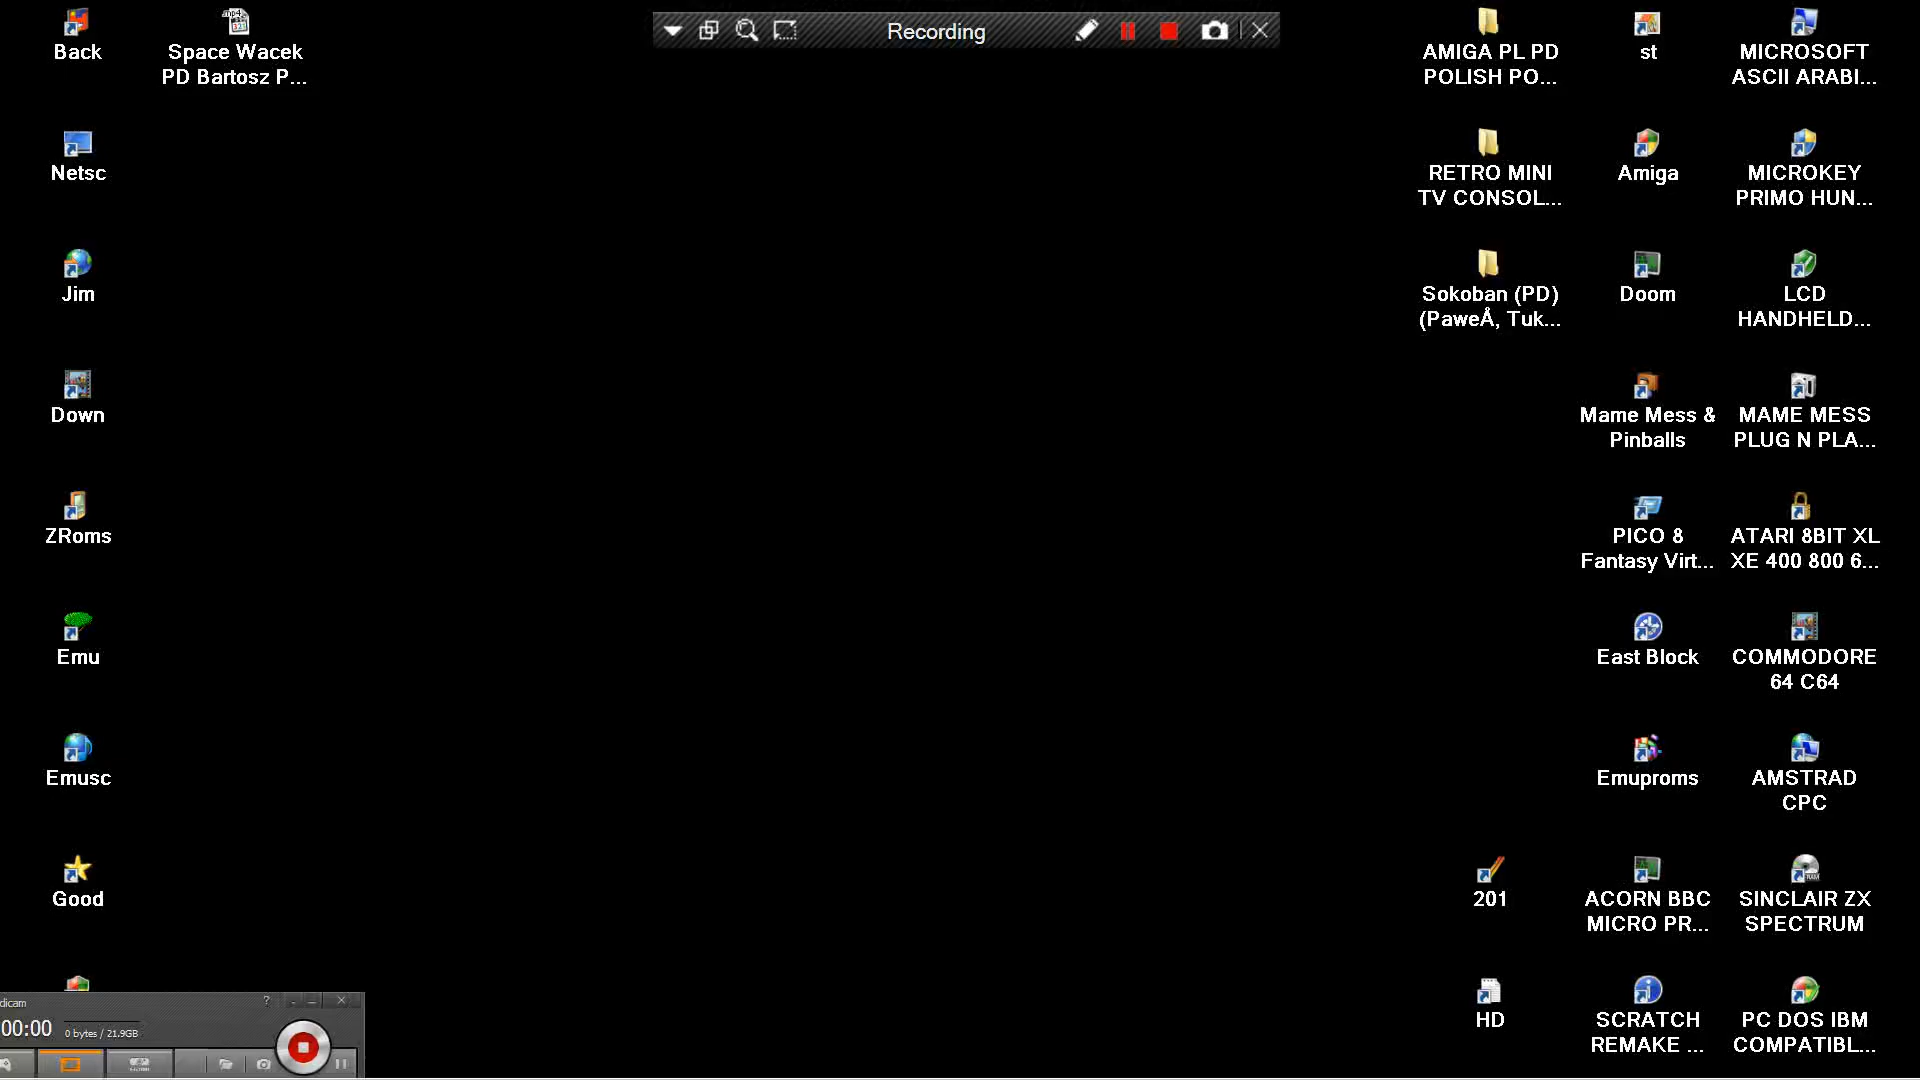 Back
Space Wacek
PD Bartosz P...
Recording
AMIGA PL PD
POLISH PO...
st
MICROSOFT
ASCII ARABI...
Netsc
RETRO MINI
TV CONSOL...
Amiga
MICROKEY
PRIMO HUN...
Jim
Sokoban (PD)
(PaweÅ‚ Tuk...
Doom
LCD
HANDHELD...
Down
Mame Mess &
Pinballs
MAME MESS
PLUG N PLA...
ZRoms
PICO 8
Fantasy Virt...
ATARI 8BIT XL
XE 400 800 6...
Emu
East Block
COMMODORE
64 C64
Emusc
Emuproms
AMSTRAD
CPC
Good
201
ACORN BBC
MICRO PR...
SINCLAIR ZX
SPECTRUM
HD
SCRATCH
REMAKE ...
PC DOS IBM
COMPATIBL...
dicam
00:00
0 bytes / 21.9GB